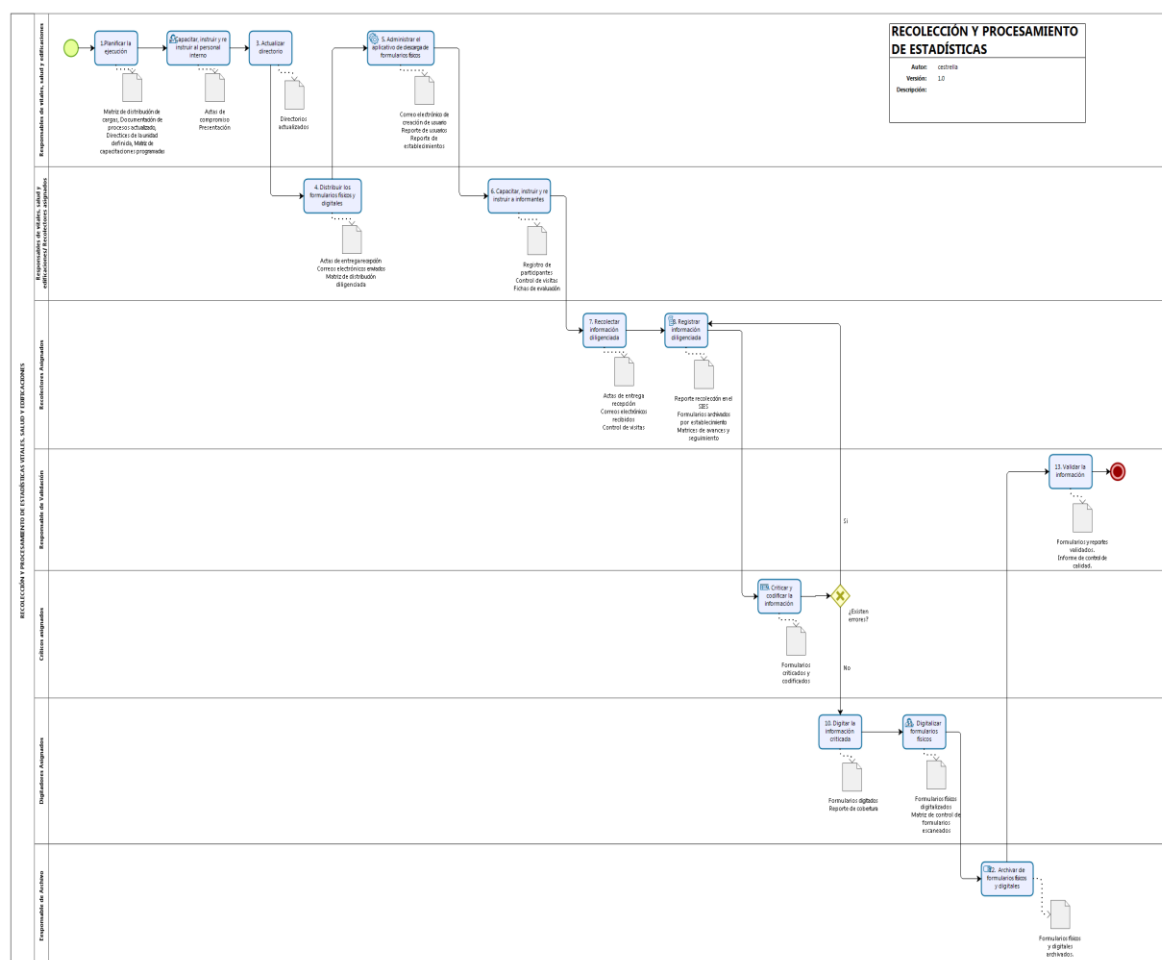 RECOLECCIÓN Y PROCESAMIENTO
DE ESTADÍSTICAS
Autor: cestrella
Versión: 1.0
Descripción:
RECOLECCIÓN Y PROCESAMIENTO DE ESTADÍSTICAS VITALES, SALUD Y EDIFICACIONES
Responsables de vitales, salud y edificaciones
1.Planificar la
ejecución
Matriz de distribución de
cargas, Documentación de
procesos actualizado,
Directices de la unidad
definida, Matriz de
capacitaciones programadas
Capacitar, instruir y re
instruir al personal
interno
Actas de
compromiso
Presentación
3. Actualizar
directorio
Directorios
actualizados
5. Administrar el
aplicativo de descarga de
formularios físicos
Correo electrónico de
creación de usuario
Reporte de usuarios
Reporte de
establecimientos
Responsables de vitales, salud y
edificaciones/ Recolectores asignados
4. Distribuir los
formularios físicos y
digitales
Actas de entrega recepción
Correos electrónicos enviados
Matriz de distribución
diligenciada
6. Capacitar, instruir y re
instruir a informantes
Registro de
participantes
Control de visitas
Fichas de evaluación
Recolectores Asignados
7. Recolectar
información
diligenciada
Actas de entrega
recepción
Correos electrónicos
recibidos
Control de visitas
8. Registrar
información
diligenciada
Reporte recolección en el
SIES
Formularios archivados
por establecimiento
Matrices de avances y
seguimiento
Responsable de Validación
13. Validar la
información
Formularios y reportes
validados.
Informe de control de
calidad.
Si
Críticos asignados
Criticar y
codificar la
información
¿Existen
errores?
Formularios
criticados y
codificados
No
Digitadores Asignados
10. Digitar la
información
criticada
Formularios digitados
Reporte de cobertura
Digitalizar
formularios
físicos
Formularios físicos
digitalizados
Matriz de control de
formularios
escaneados
Responsable de Archivo
2. Archivar de
formularios físicos
y digitales
Formularios físicos
y digitales
archivados.